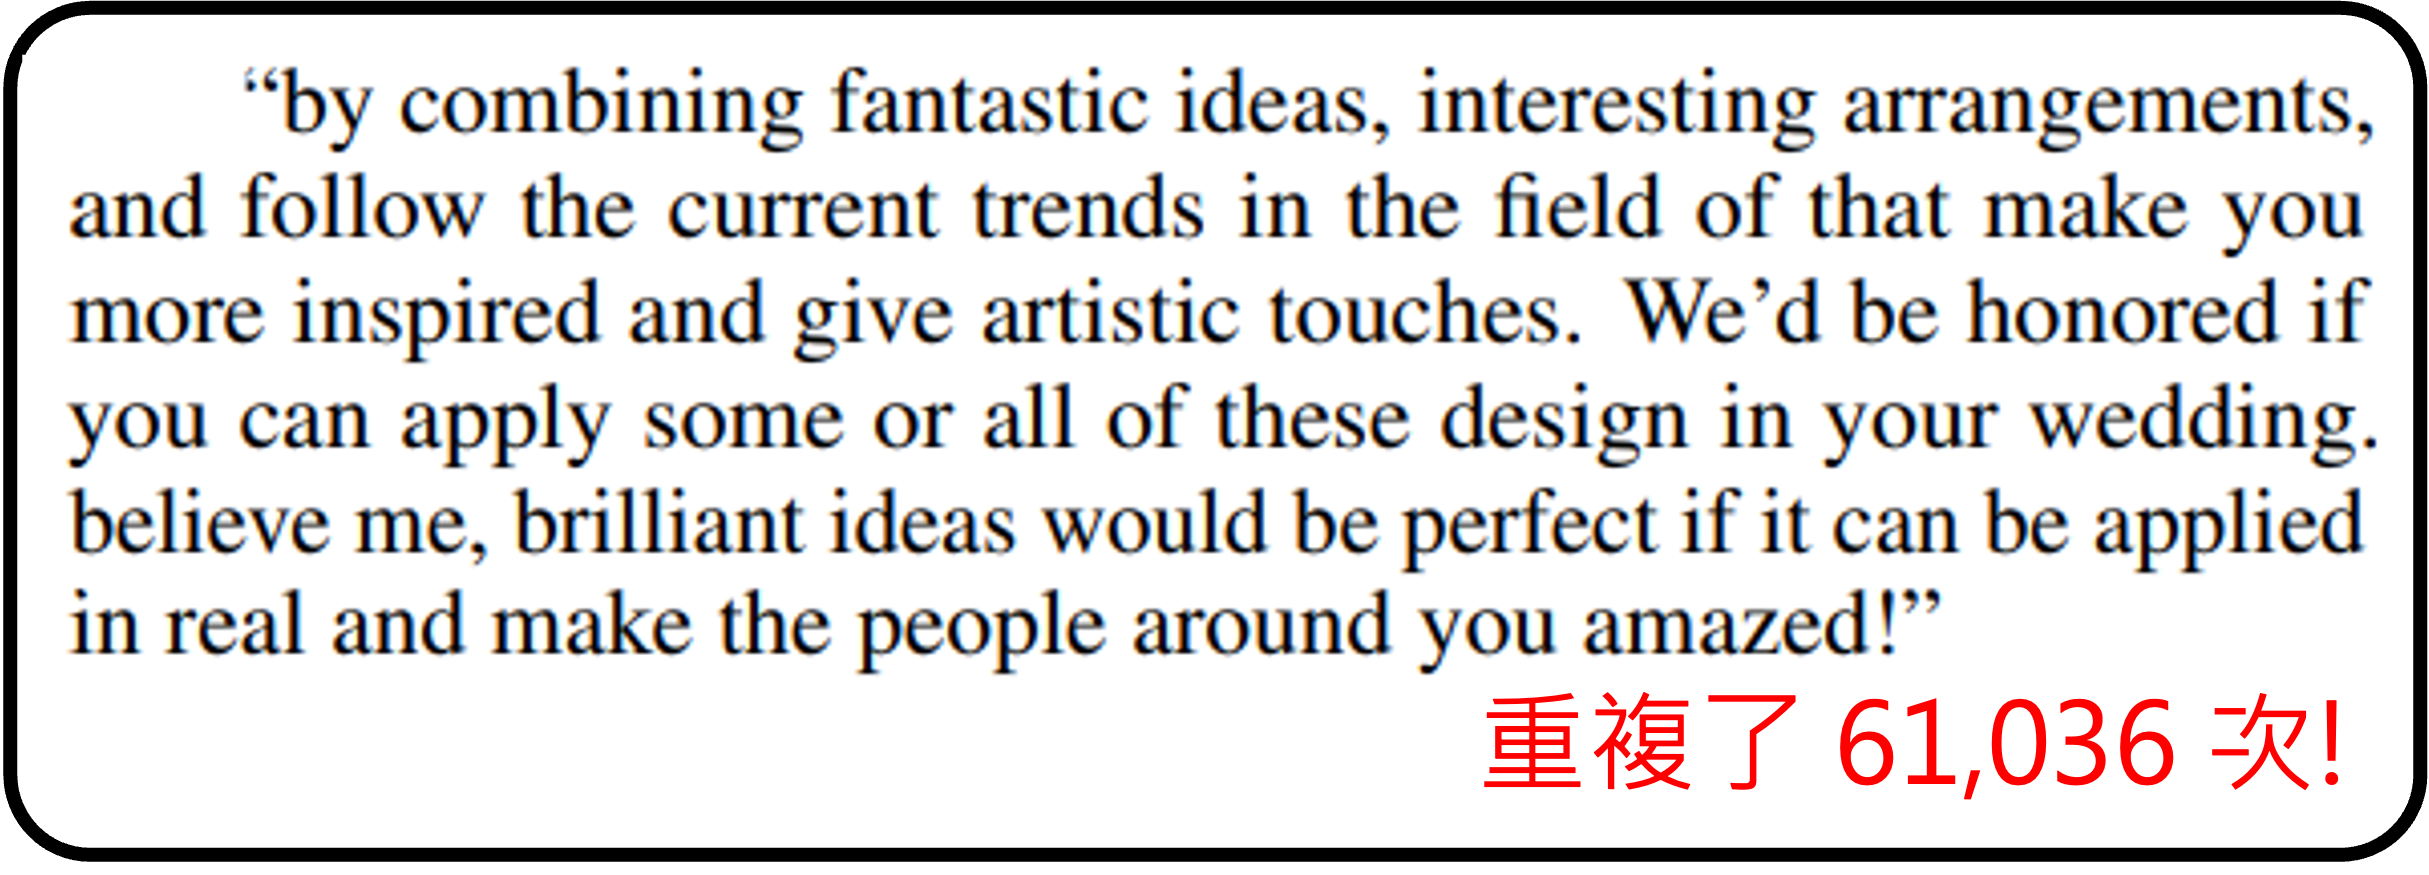 “by combining fantastic ideas, interesting arrangements,
and follow the current trends in the field of that make you
more inspired and give artistic touches. We’d be honored if
you can apply some or all of these design in your wedding.
believe me, brilliant ideas would be perfect if it can be applied
in real and make the people around you amazed!”
重複了 61,036 次!